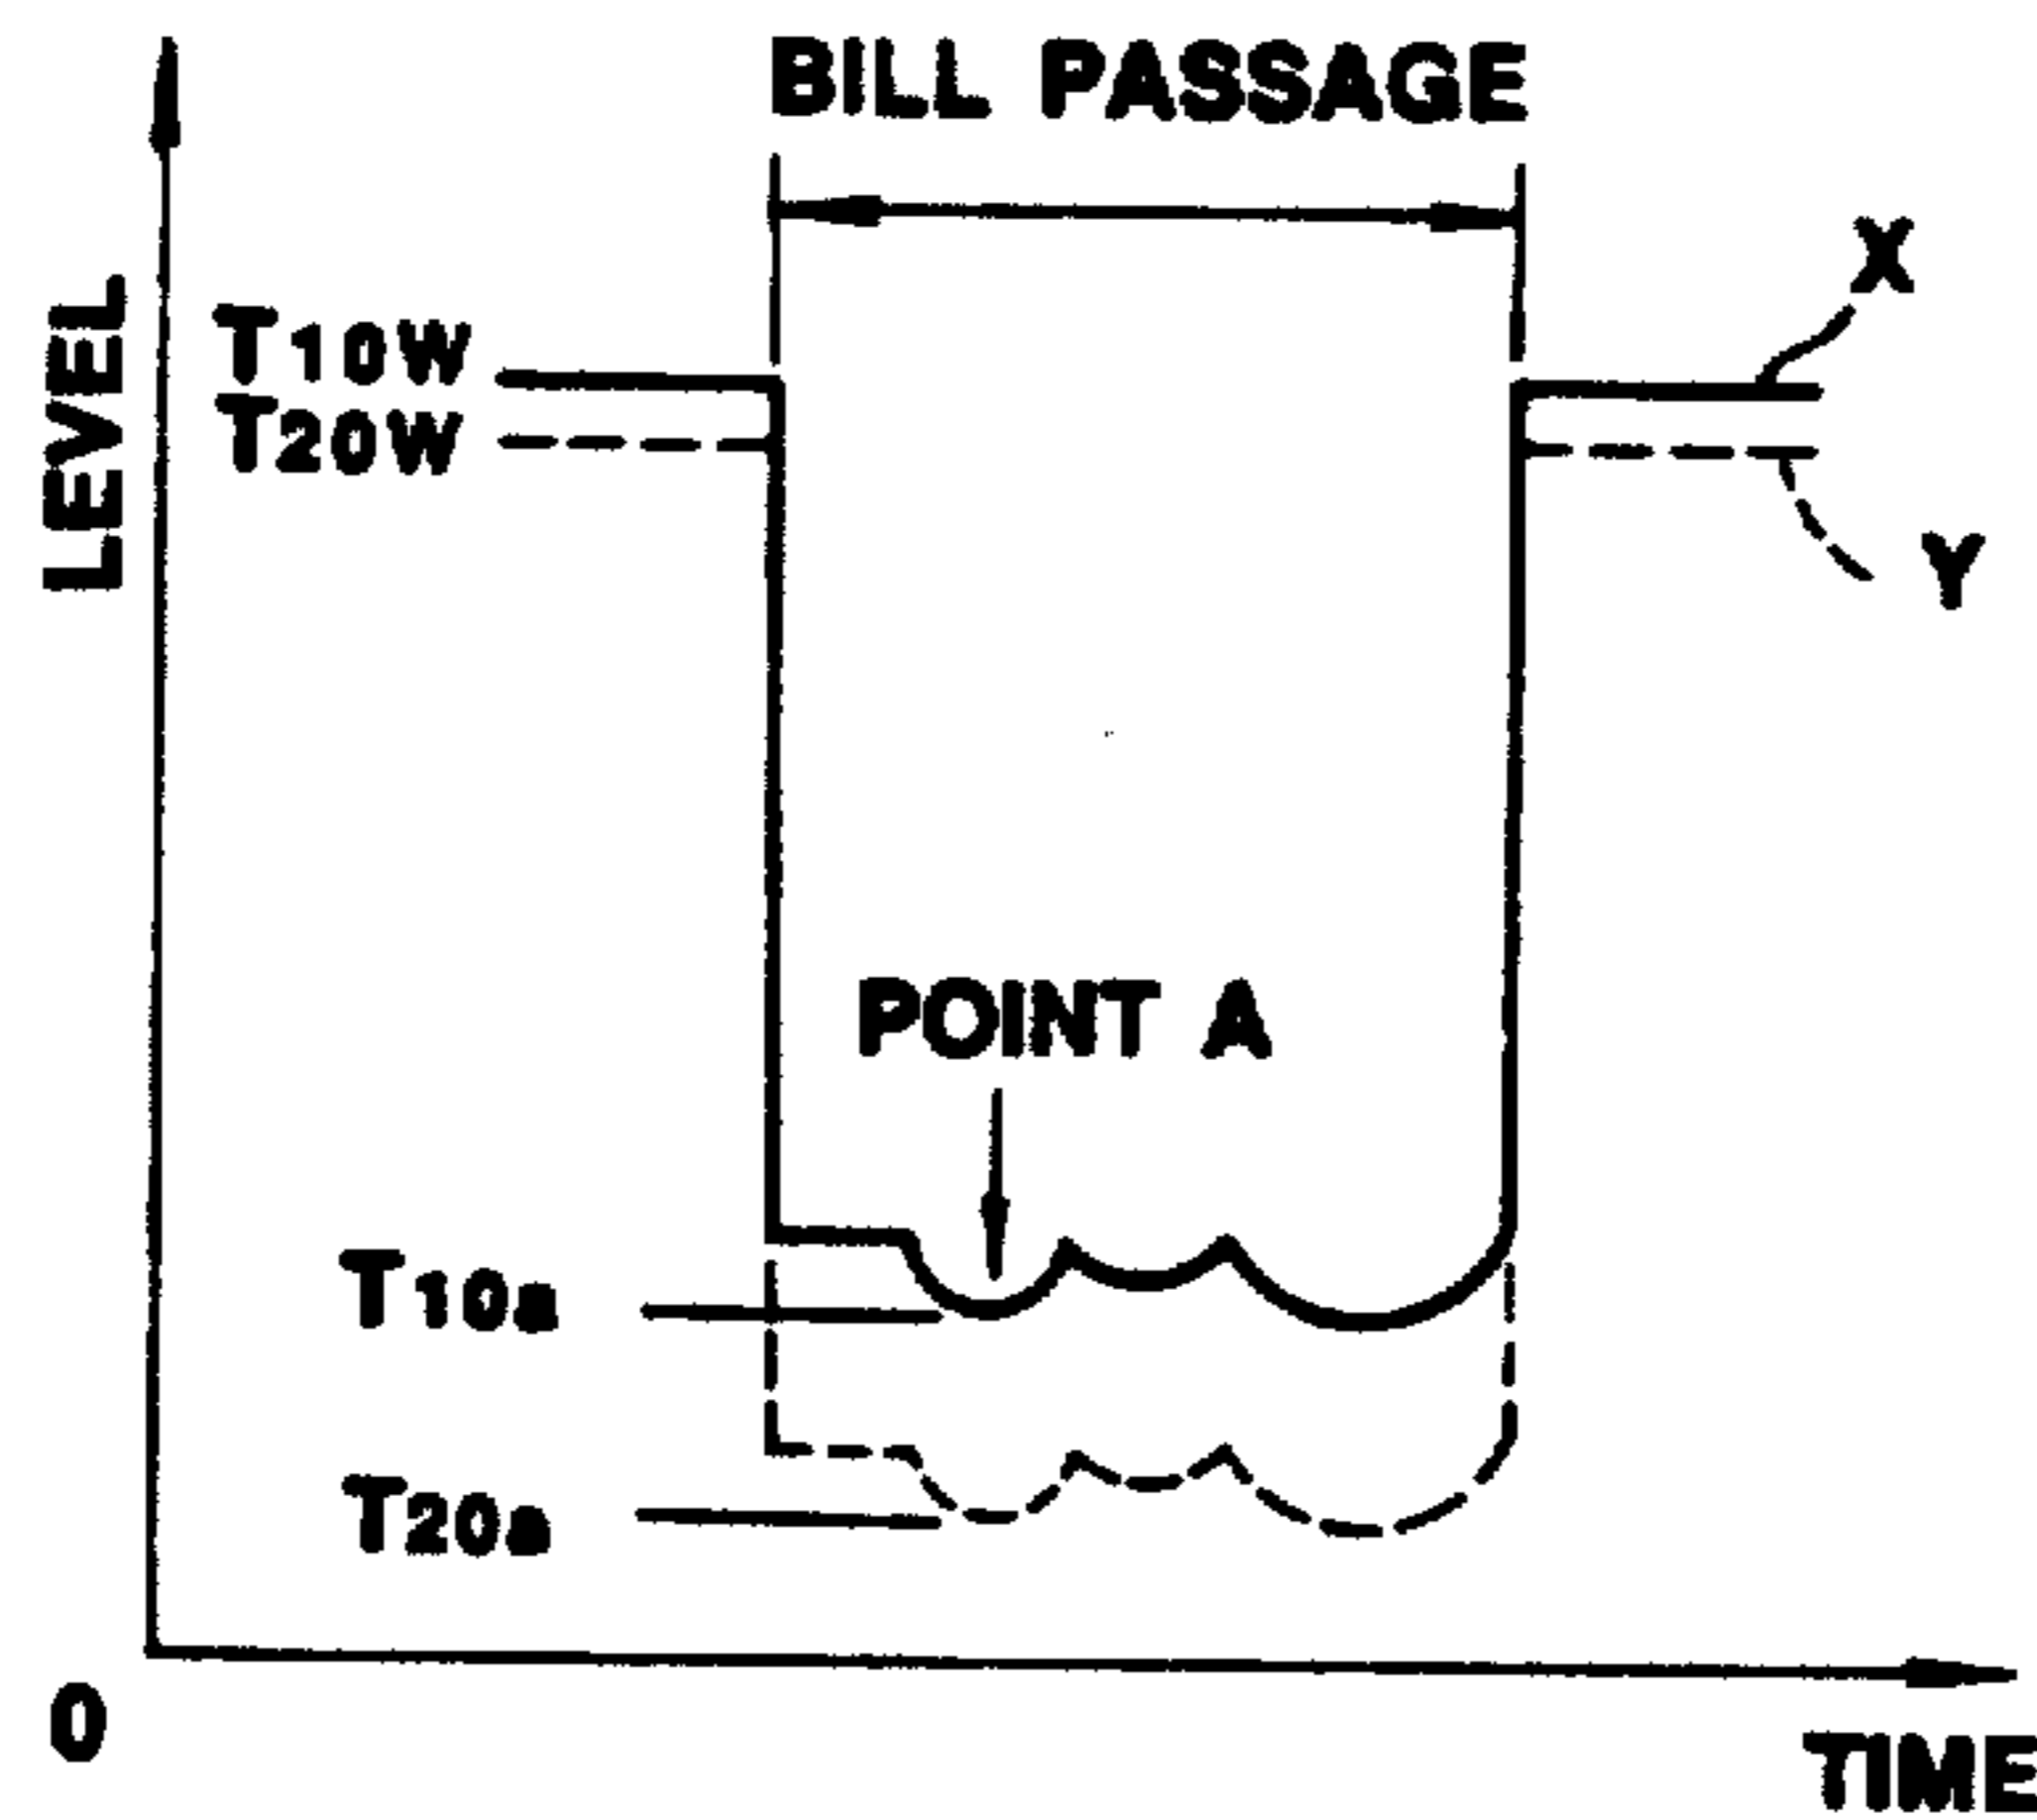 BILL PASSAGE
X
LEVEL
T10W
T20W
Y
POINT A
T10a
T20a
0
TIME